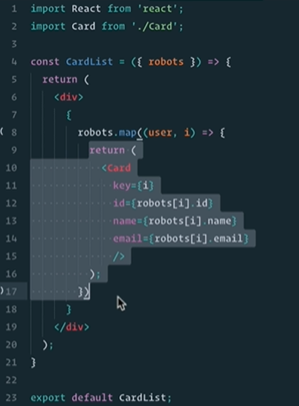 1 import React from 'react';
2 import Card from './Card';
3
4 const CardList = ({ robots }) => {
5   return (
6     <div>
7       {
8         robots.map((user, i) => {
9           return (
10             <Card
11               key={i}
12               id={robots[i].id}
13               name={robots[i].name}
14               email={robots[i].email}
15               />
16           );
17         })
18       }
19     </div>
20   );
21 }
22
23 export default CardList;